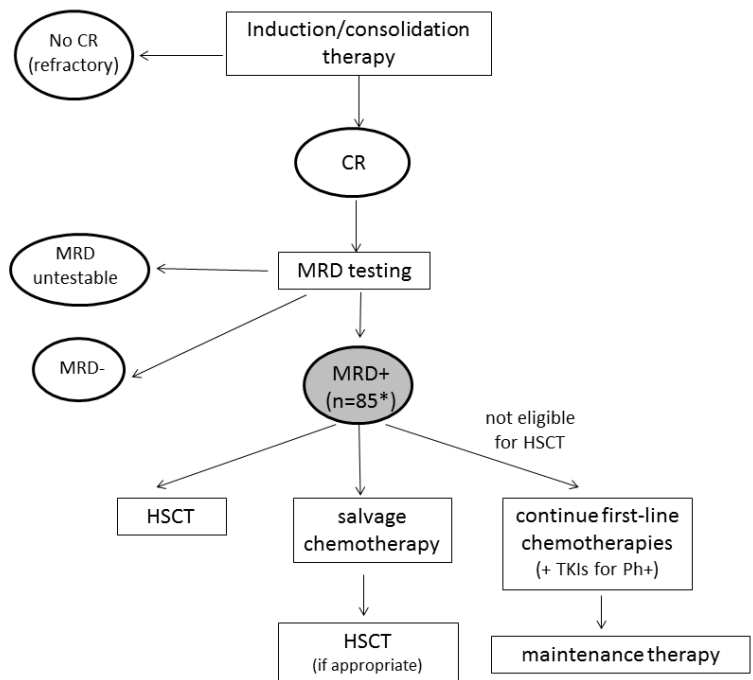 No CR
(refractory)
Induction/consolidation
therapy
CR
MRD
untestable
MRD testing
MRD-
MRD+
(n=85*)
not eligible
for HSCT
HSCT
salvage
chemotherapy
continue first-line
chemotherapies
(+ TKIs for Ph+)
HSCT
(if appropriate)
maintenance therapy